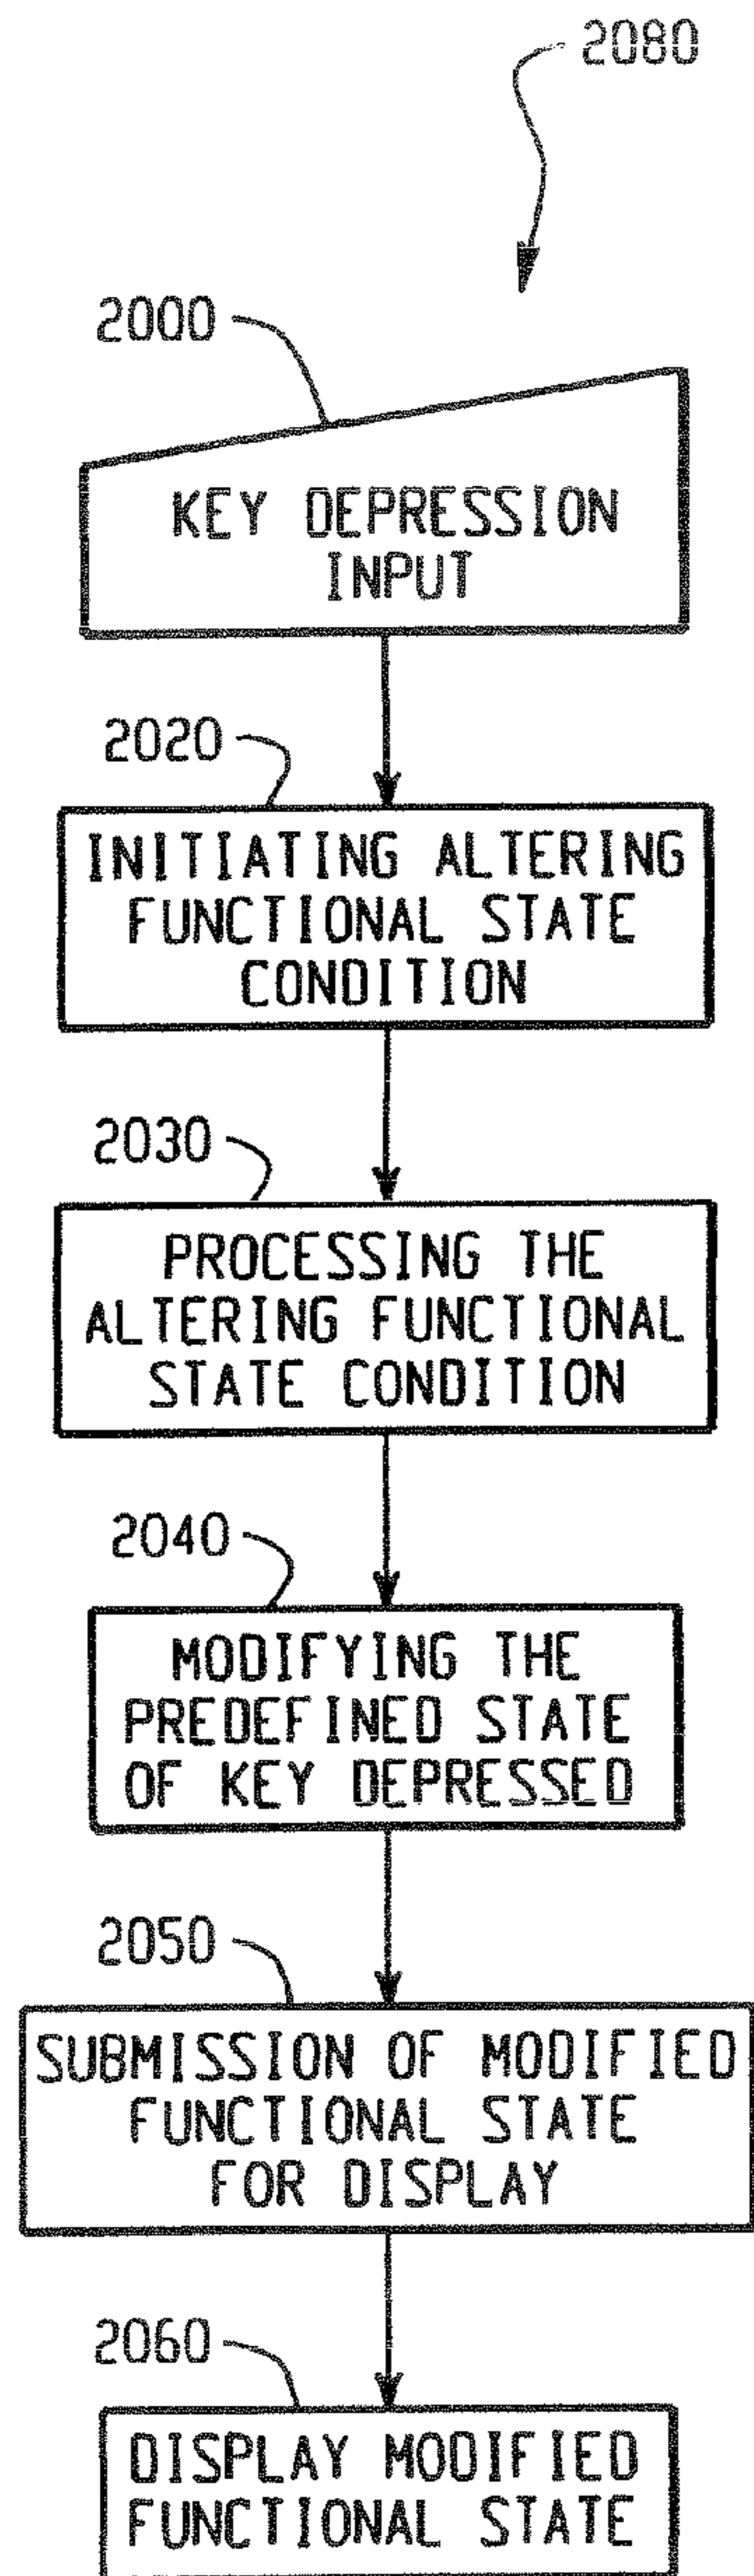 2080
2000
KEY DEPRESSION
INPUT
2020
INITIATING ALTERING
FUNCTIONAL STATE
CONDITION
2030
PROCESSING THE
ALTERING FUNCTIONAL
STATE CONDITION
2040
MODIFYING THE
PREDEFINED STATE
OF KEY DEPRESSED
2050
SUBMISSION OF MODIFIED
FUNCTIONAL STATE
FOR DISPLAY
2060
DISPLAY MODIFIED
FUNCTIONAL STATE